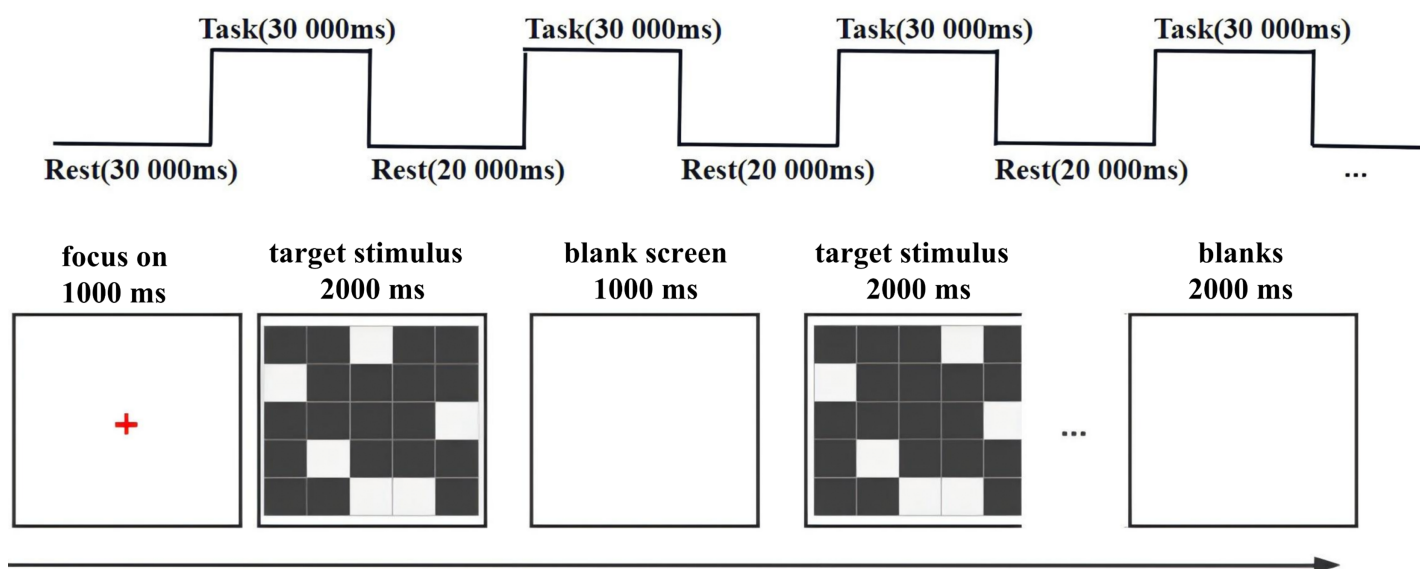 Task(30 000ms) Task(30 000ms) Task(30 000ms) Task(30 000ms)
Rest(30 000ms) Rest(20 000ms) Rest(20 000ms) Rest(20 000ms) ...
focus on
1000 ms
target stimulus
2000 ms
blank screen
1000 ms
target stimulus
2000 ms
...
blanks
2000 ms